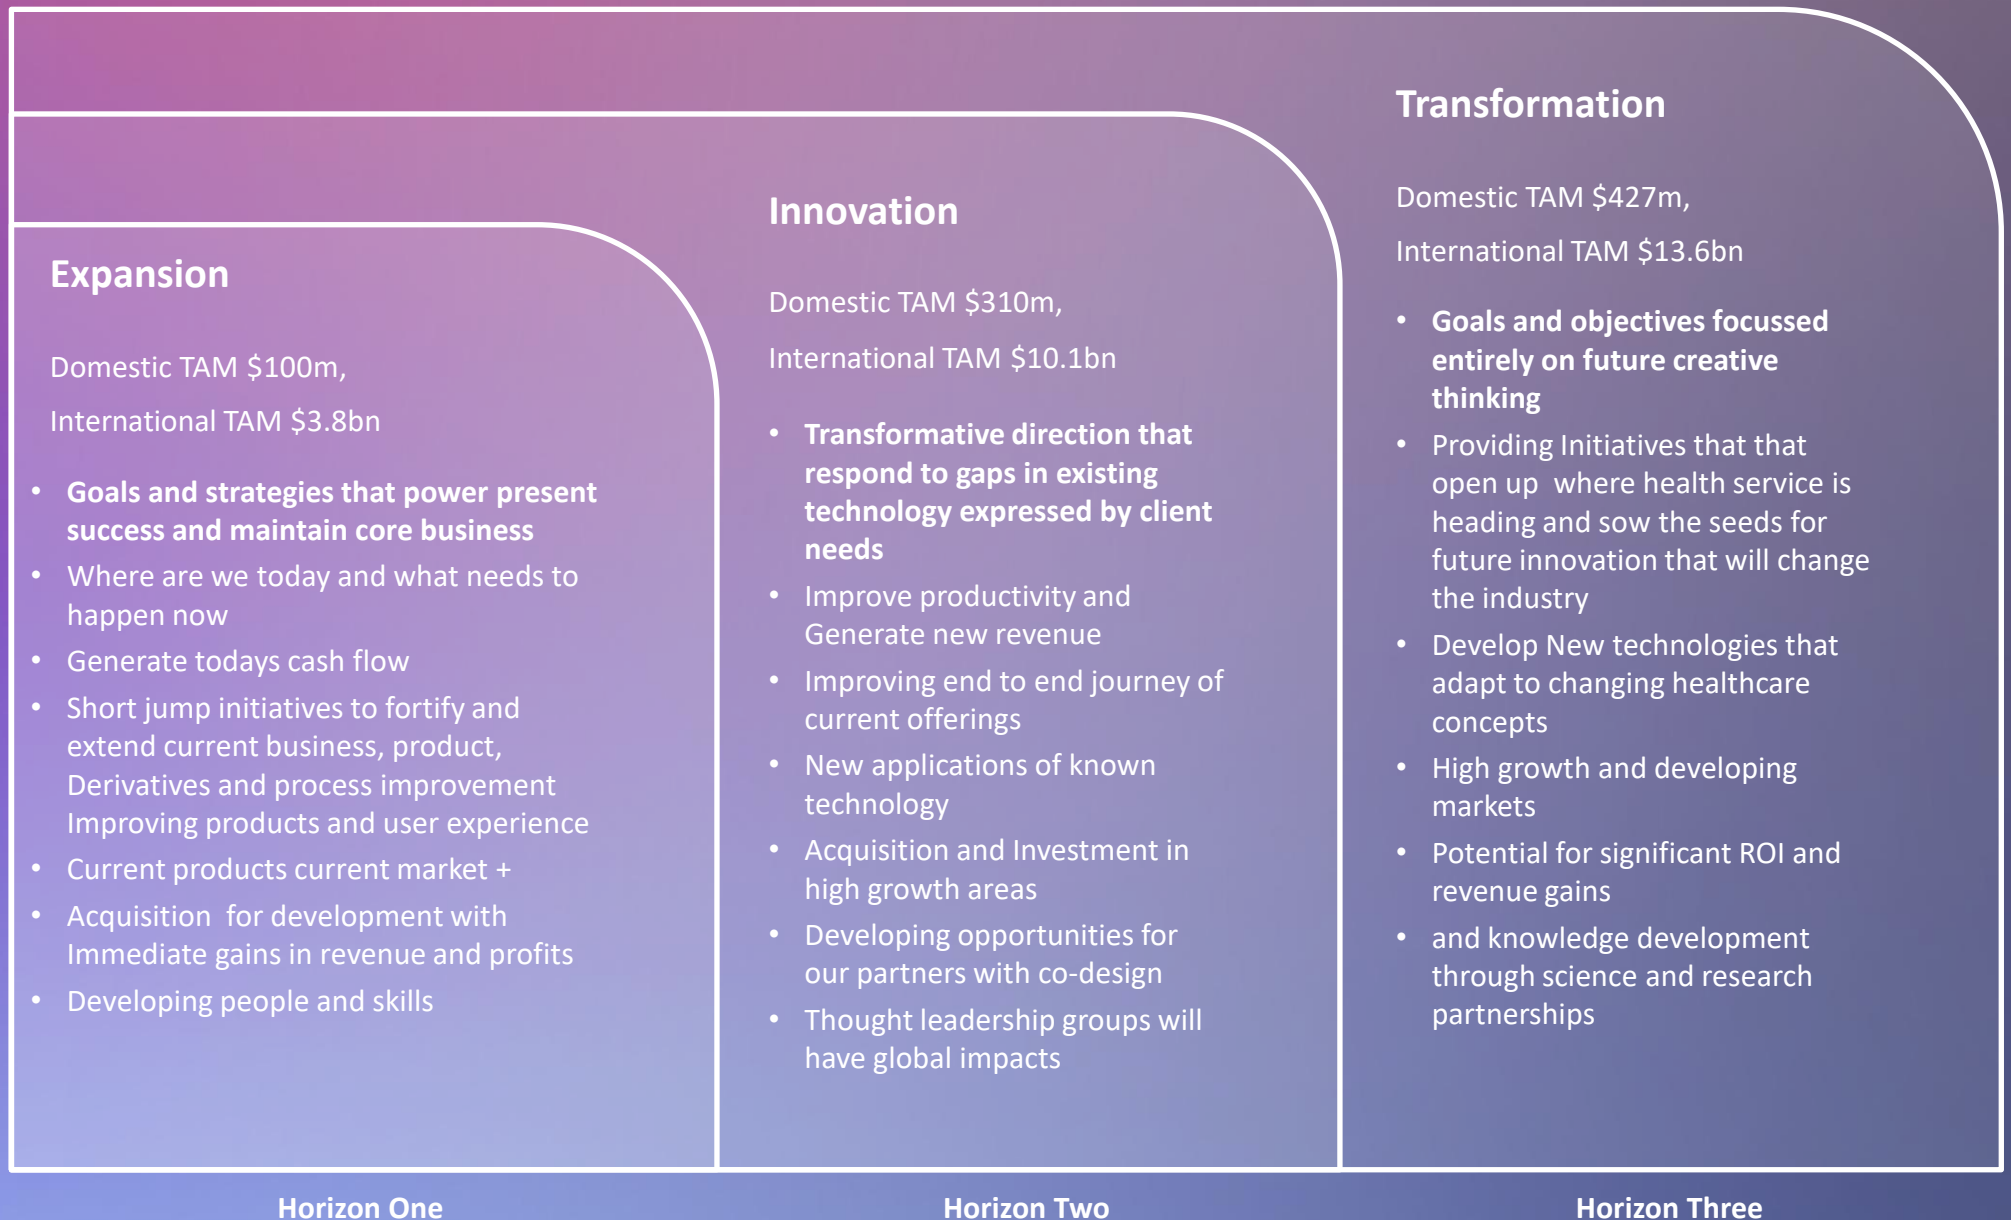 Expansion
Domestic TAM $100m,
International TAM $3.8bn
• Goals and strategies that power present
success and maintain core business
• Where are we today and what needs to
happen now
• Generate todays cash flow
• Short jump initiatives to fortify and
extend current business, product,
Derivatives and process improvement
Improving products and user experience
• Current products current market +
• Acquisition  for development with
Immediate gains in revenue and profits
• Developing people and skills
Horizon One
Innovation
Domestic TAM $310m,
International TAM $10.1bn
• Transformative direction that
respond to gaps in existing
technology expressed by client
needs
• Improve productivity and
Generate new revenue
• Improving end to end journey of
current offerings
• New applications of known
technology
• Acquisition and Investment in
high growth areas
• Developing opportunities for
our partners with co-design
• Thought leadership groups will
have global impacts
Horizon Two
Transformation
Domestic TAM $427m,
International TAM $13.6bn
• Goals and objectives focussed
entirely on future creative
thinking
• Providing Initiatives that that
open up  where health service is
heading and sow the seeds for
future innovation that will change
the industry
• Develop New technologies that
adapt to changing healthcare
concepts
• High growth and developing
markets
• Potential for significant ROI and
revenue gains
• and knowledge development
through science and research
partnerships
Horizon Three